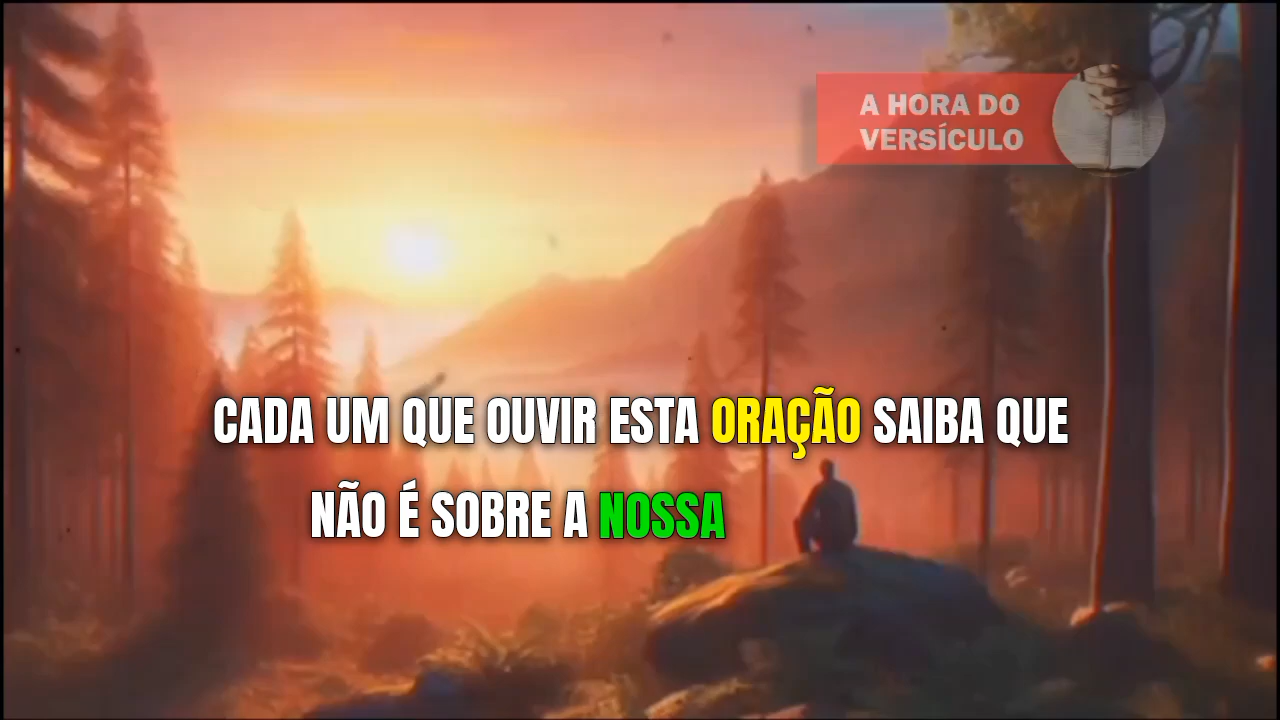 A HORA DO
VERSÍCULO
CADA UM QUE OUVIR ESTA ORAÇÃO SAIBA QUE
NÃO É SOBRE A NOSSA